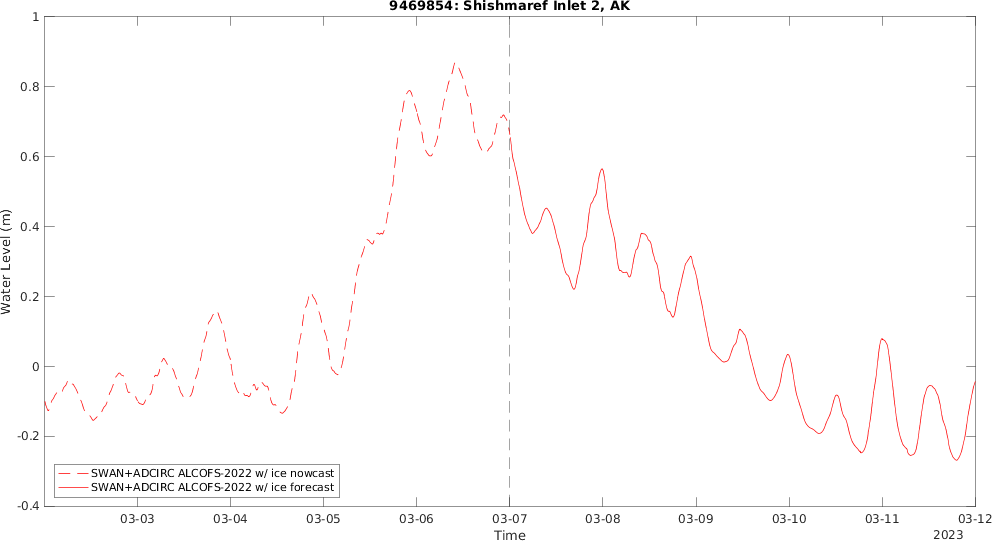 9469854: Shishmaref Inlet 2, AK
Water Level (m)
1
0.8
0.6
0.4
0.2
0
-0.2
-0.4
SWAN+ADCIRC ALCOFS-2022 w/ ice nowcast
SWAN+ADCIRC ALCOFS-2022 w/ ice forecast
03-03 03-04 03-05 03-06 03-07 03-08 03-09 03-10 03-11 03-12
Time
2023